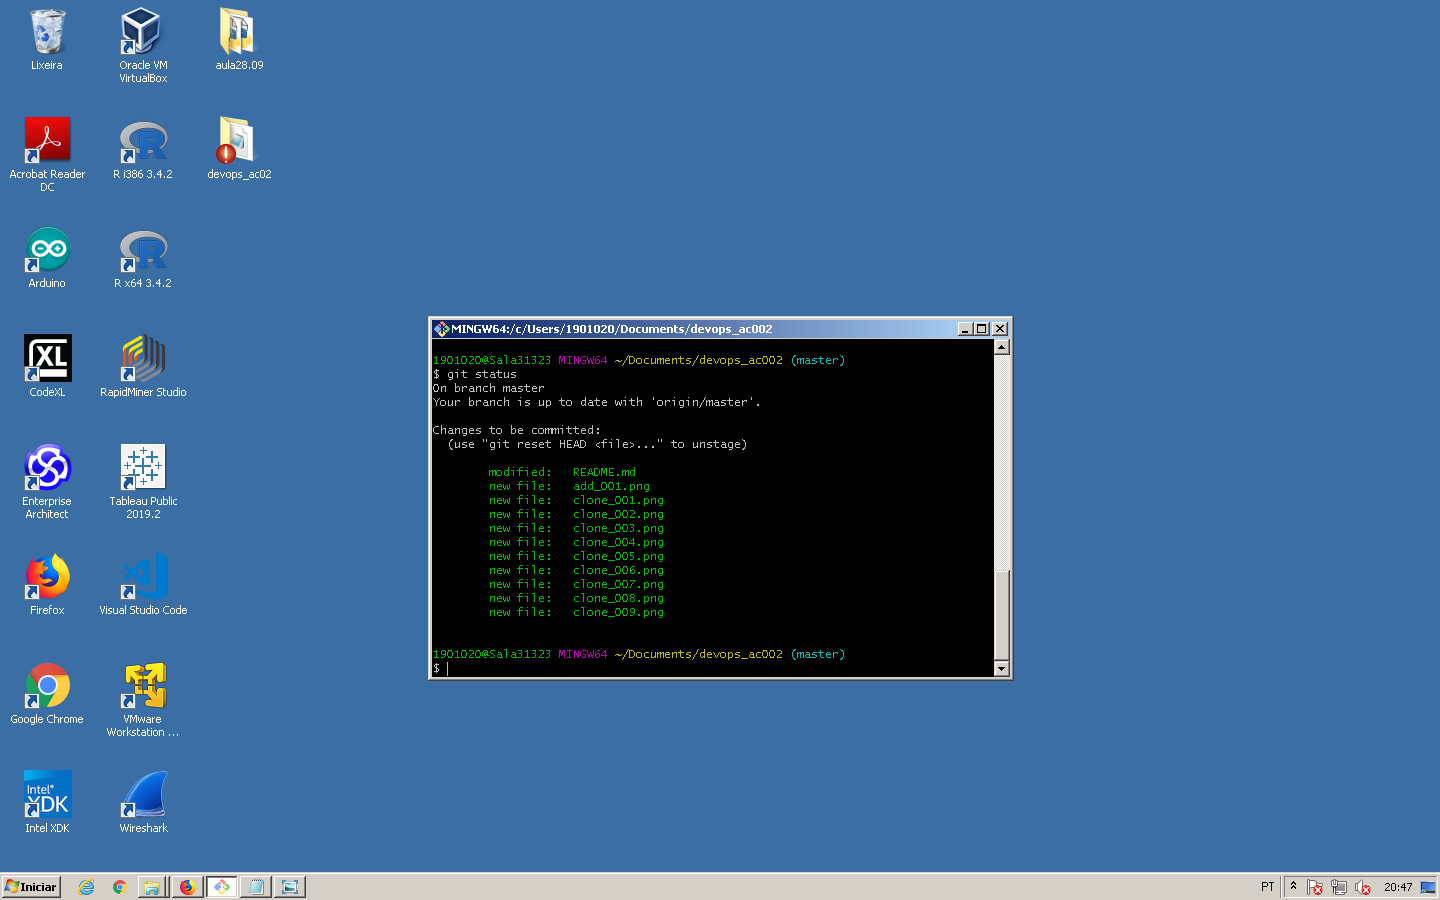 Lixeira
Oracle VM
VirtualBox
aula28.09
Acrobat Reader
DC
R i386 3.4.2
devops_ac02
Arduino
R x64 3.4.2
XL
CodeXL
RapidMiner Studio
Enterprise
Architect
Tableau Public
2019.2
Firefox
Visual Studio Code
Google Chrome
VMware
Workstation ...
Intel®
XDK
Intel XDK
Wireshark
MINGW64:/c/Users/1901020/Documents/devops_ac002
1901020@Sala31323 MINGW64 ~/Documents/devops_ac002 (master)
$ git status
On branch master
Your branch is up to date with 'origin/master'.
Changes to be committed:
(use "git reset HEAD <file>..." to unstage)
modified: README.md
new file: add_001.png
new file: clone_001.png
new file: clone_002.png
new file: clone_003.png
new file: clone_004.png
new file: clone_005.png
new file: clone_006.png
new file: clone_007.png
new file: clone_008.png
new file: clone_009.png
1901020@Sala31323 MINGW64 ~/Documents/devops_ac002 (master)
$
Iniciar
PT
20:47